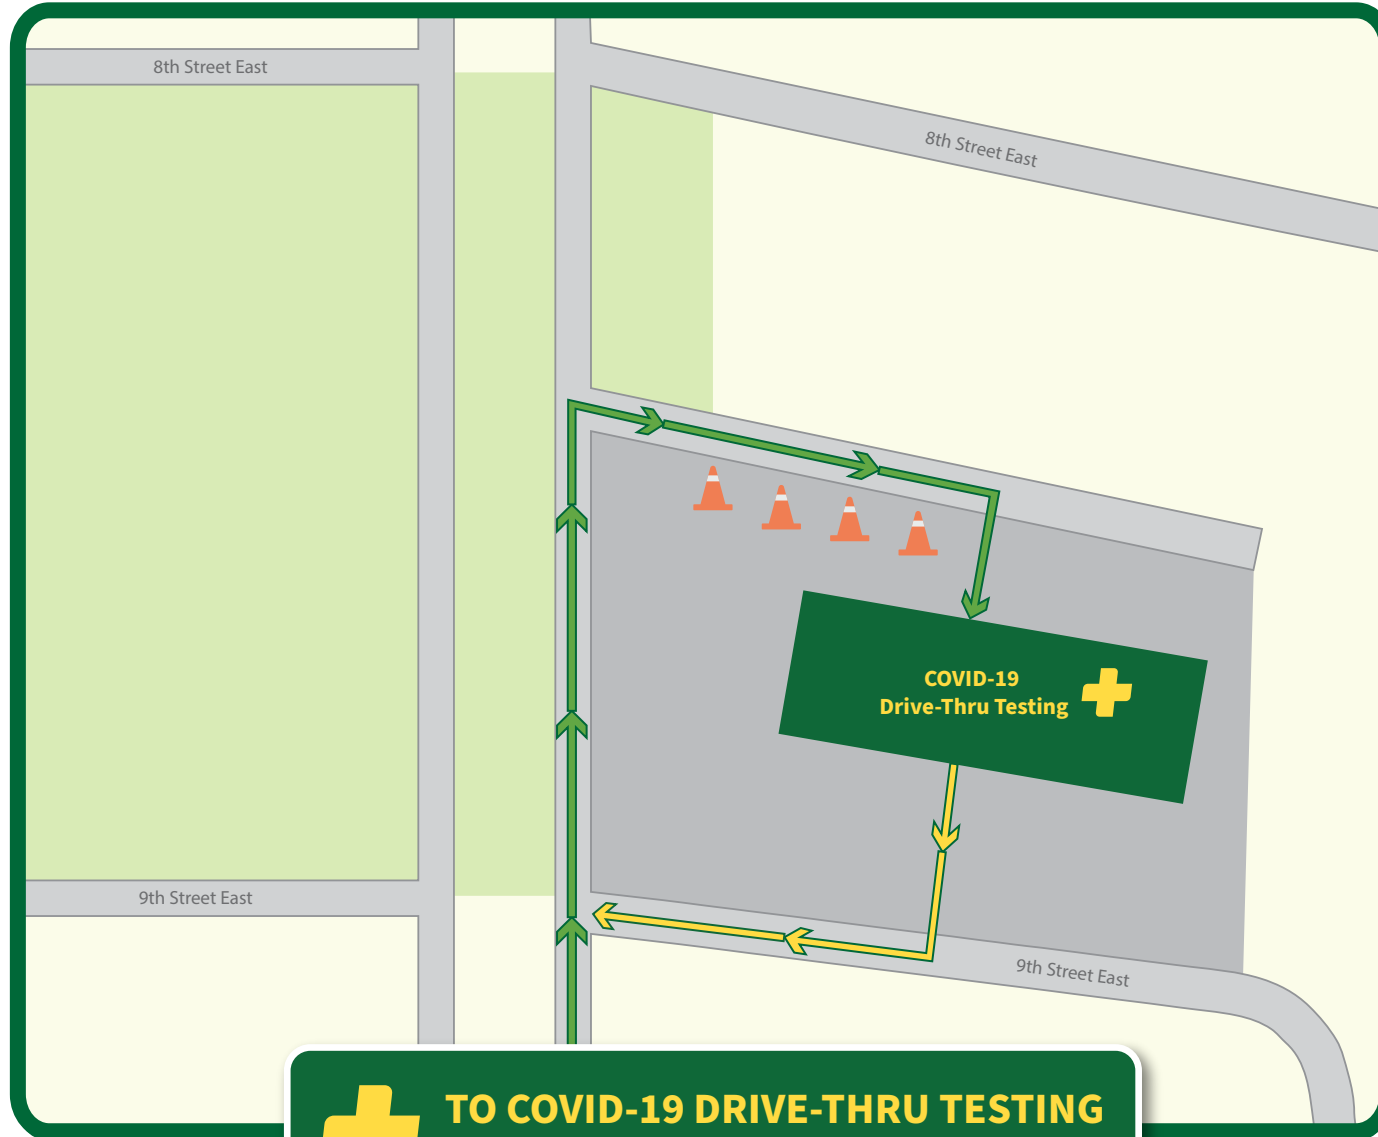 8th Street East
8th Street East
COVID-19
Drive-Thru Testing
9th Street East
9th Street East
TO COVID-19 DRIVE-THRU TESTING